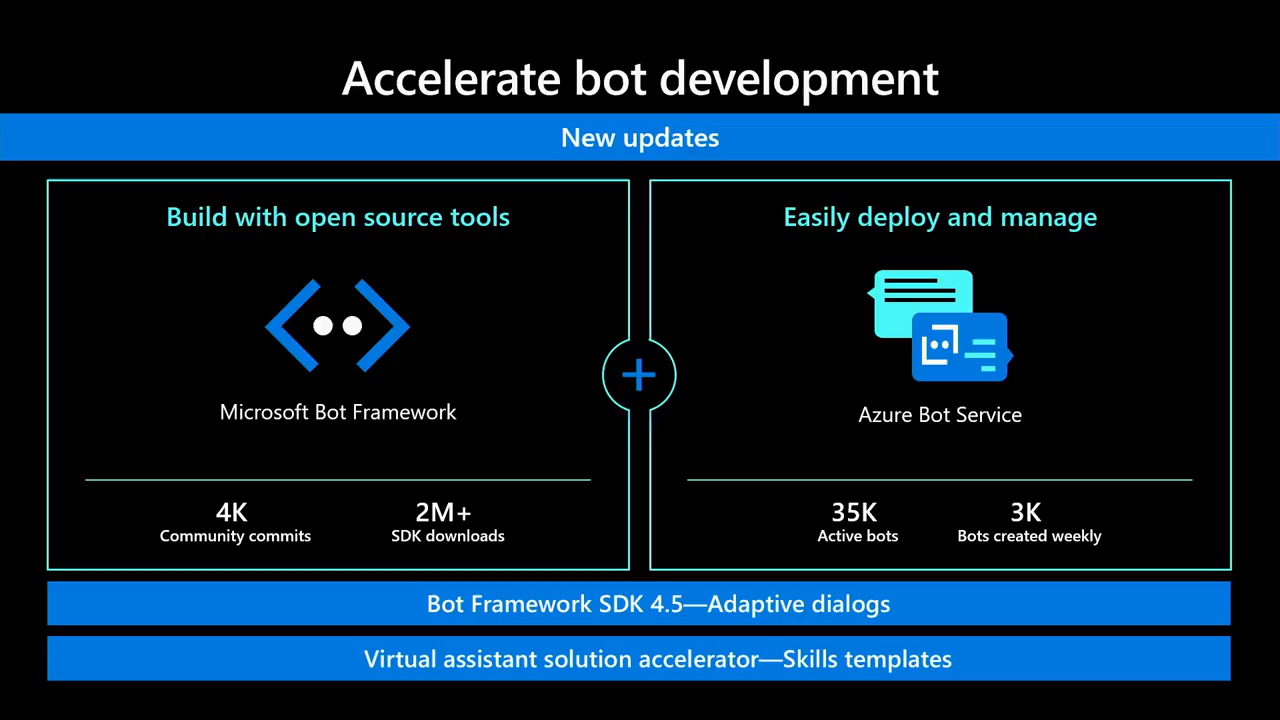 Accelerate bot development
New updates
Build with open source tools
Microsoft Bot Framework
4K
Community commits
2M+
SDK downloads
Easily deploy and manage
Azure Bot Service
35K
Active bots
3K
Bots created weekly
Bot Framework SDK 4.5—Adaptive dialogs
Virtual assistant solution accelerator—Skills templates